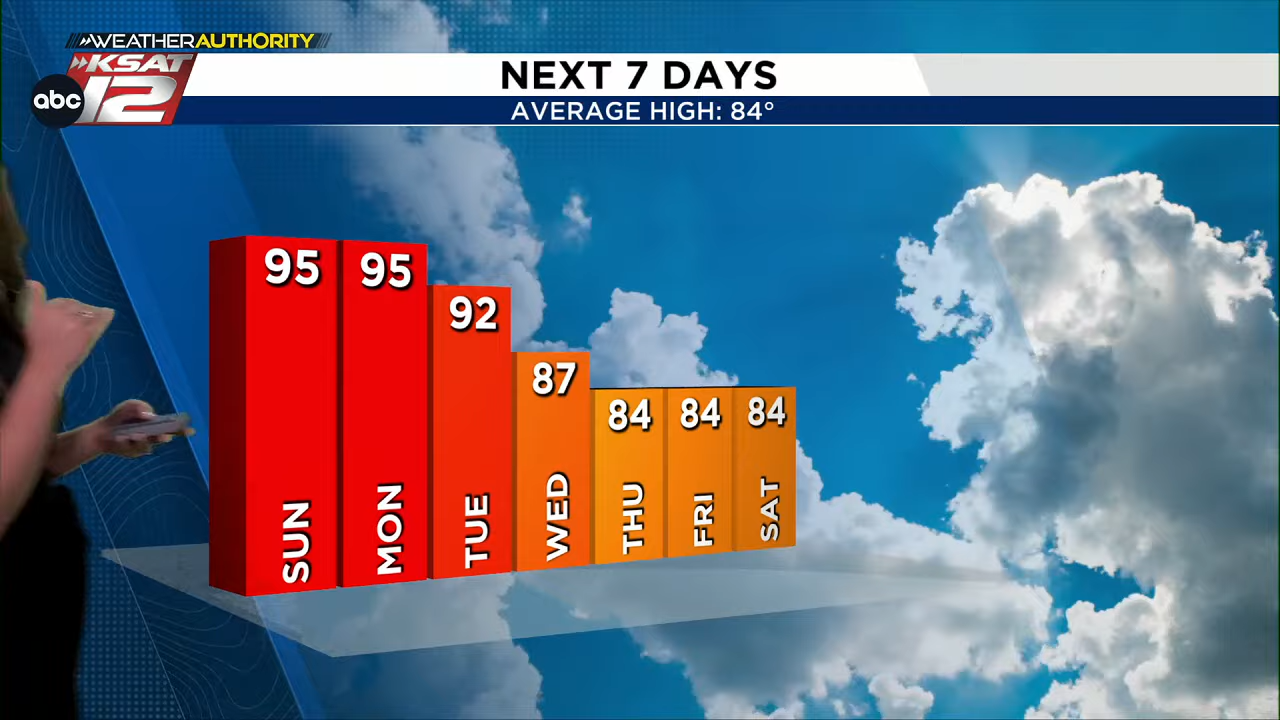 WEATHERAUTHORITY
KSAT
abc
12
NEXT 7 DAYS
AVERAGE HIGH: 84°
95
95
92
87
84
84
84
SUN
MON
TUE
WED
THU
FRI
SAT